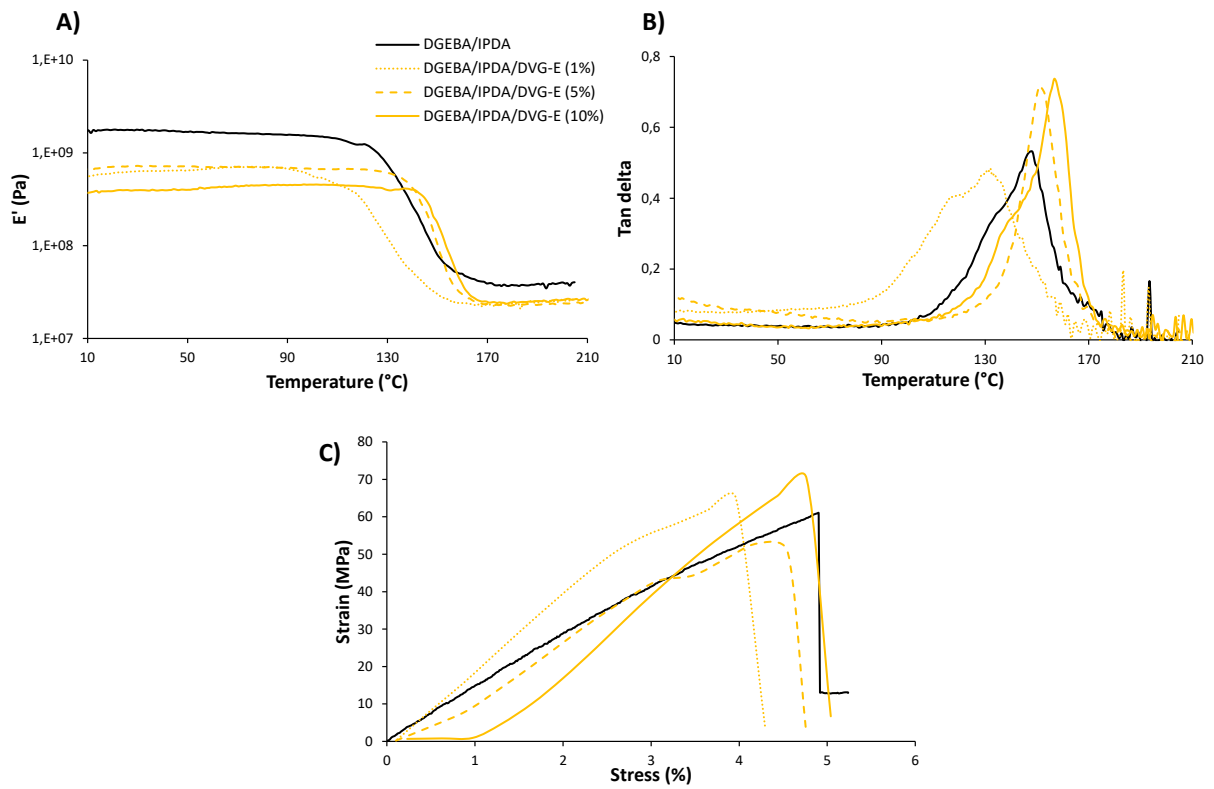 A)
1,E+10
1,E+09
1,E+08
1,E+07
E' (Pa)
10 50 90 130 170 210
Temperature (°C)
DGEBA/IPDA
DGEBA/IPDA/DVG-E (1%)
DGEBA/IPDA/DVG-E (5%)
DGEBA/IPDA/DVG-E (10%)
B)
0,8
0,6
0,4
0,2
0
Tan delta
10 50 90 130 170 210
Temperature (°C)
C)
80
70
60
50
40
30
20
10
0
Strain (MPa)
0 1 2 3 4 5 6
Stress (%)